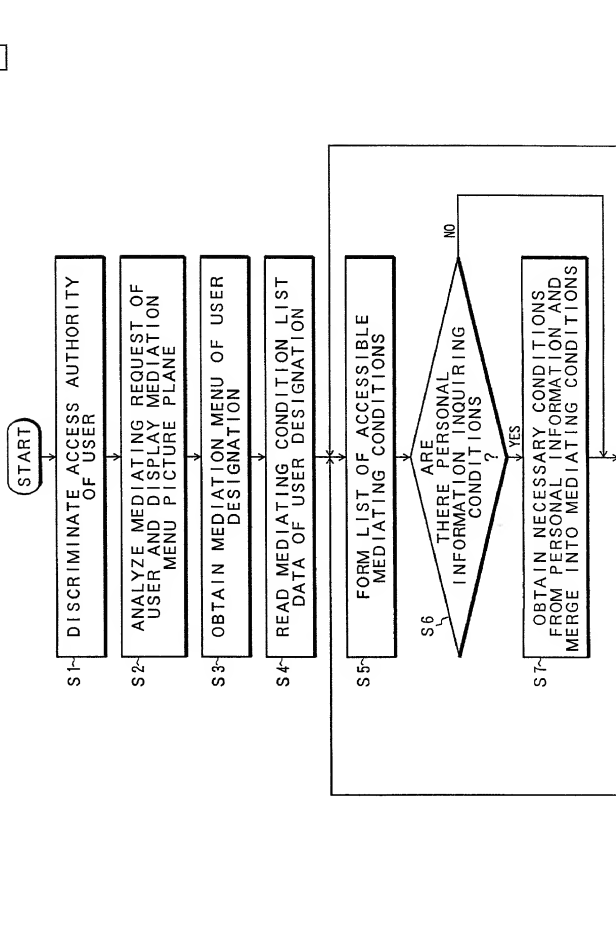 START
S1
DISCRIMINATE ACCESS AUTHORITY
OF USER
S2
ANALYZE MEDIATING REQUEST OF
USER AND DISPLAY MEDIATION
MENU PICTURE PLANE
S3
OBTAIN MEDIATION MENU OF USER
DESIGNATION
S4
READ MEDIATING CONDITION LIST
DATA OF USER DESIGNATION
S5
FORM LIST OF ACCESSIBLE
MEDIATING CONDITIONS
S6
ARE
THERE PERSONAL
INFORMATION INQUIRING
CONDITIONS
?
NO
YES
S7
OBTAIN NECESSARY CONDITIONS
FROM PERSONAL INFORMATION AND
MERGE INTO MEDIATING CONDITIONS